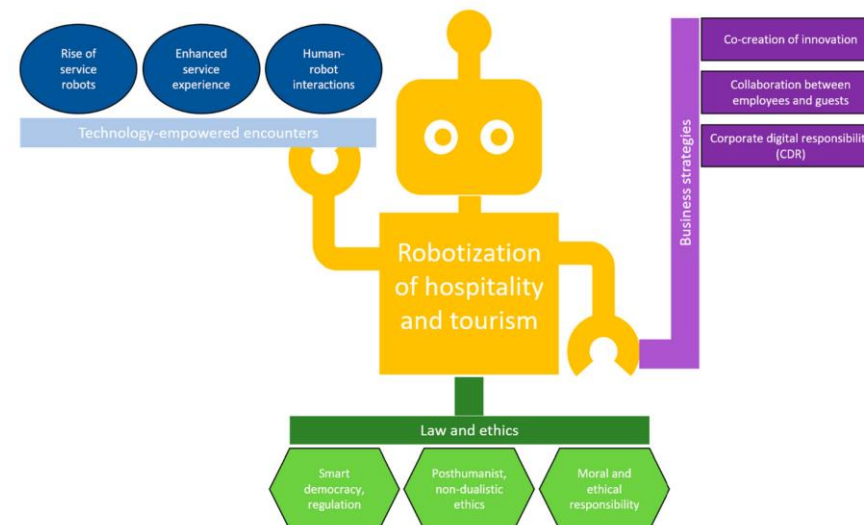 Rise of
service
robots
Enhanced
service
experience
Human-
robot
interactions
Technology-empowered encounters
Co-creation of innovation
Collaboration between
employees and guests
Corporate digital responsibilit
(CDR)
Business strategies
Robotization
of hospitality
and tourism
Law and ethics
Smart
democracy,
regulation
Posthumanist,
non-dualistic
ethics
Moral and
ethical
responsibility